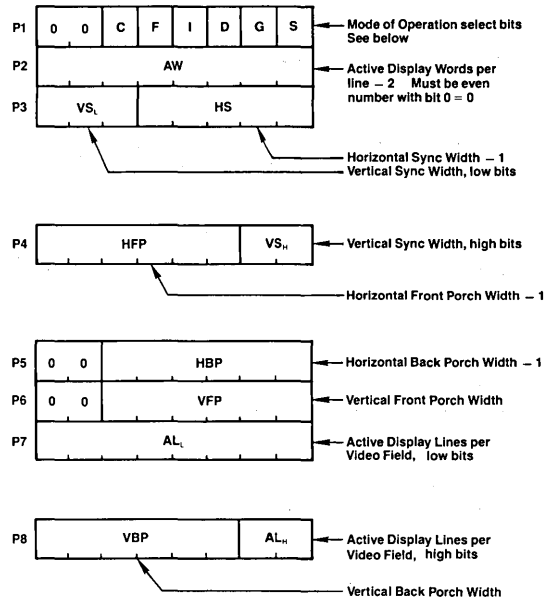 P1 0 0 C F I D G S Mode of Operation select bits
See below
P2 AW Active Display Words per
line – 2 Must be even
number with bit 0 = 0
P3 VSL HS
Horizontal Sync Width – 1
Vertical Sync Width, low bits
P4 HFP VSH Vertical Sync Width, high bits
Horizontal Front Porch Width – 1
P5 0 0 HBP Horizontal Back Porch Width – 1
P6 0 0 VFP Vertical Front Porch Width
P7 ALL Active Display Lines per
Video Field, low bits
P8 VBP ALH Active Display Lines per
Video Field, high bits
Vertical Back Porch Width